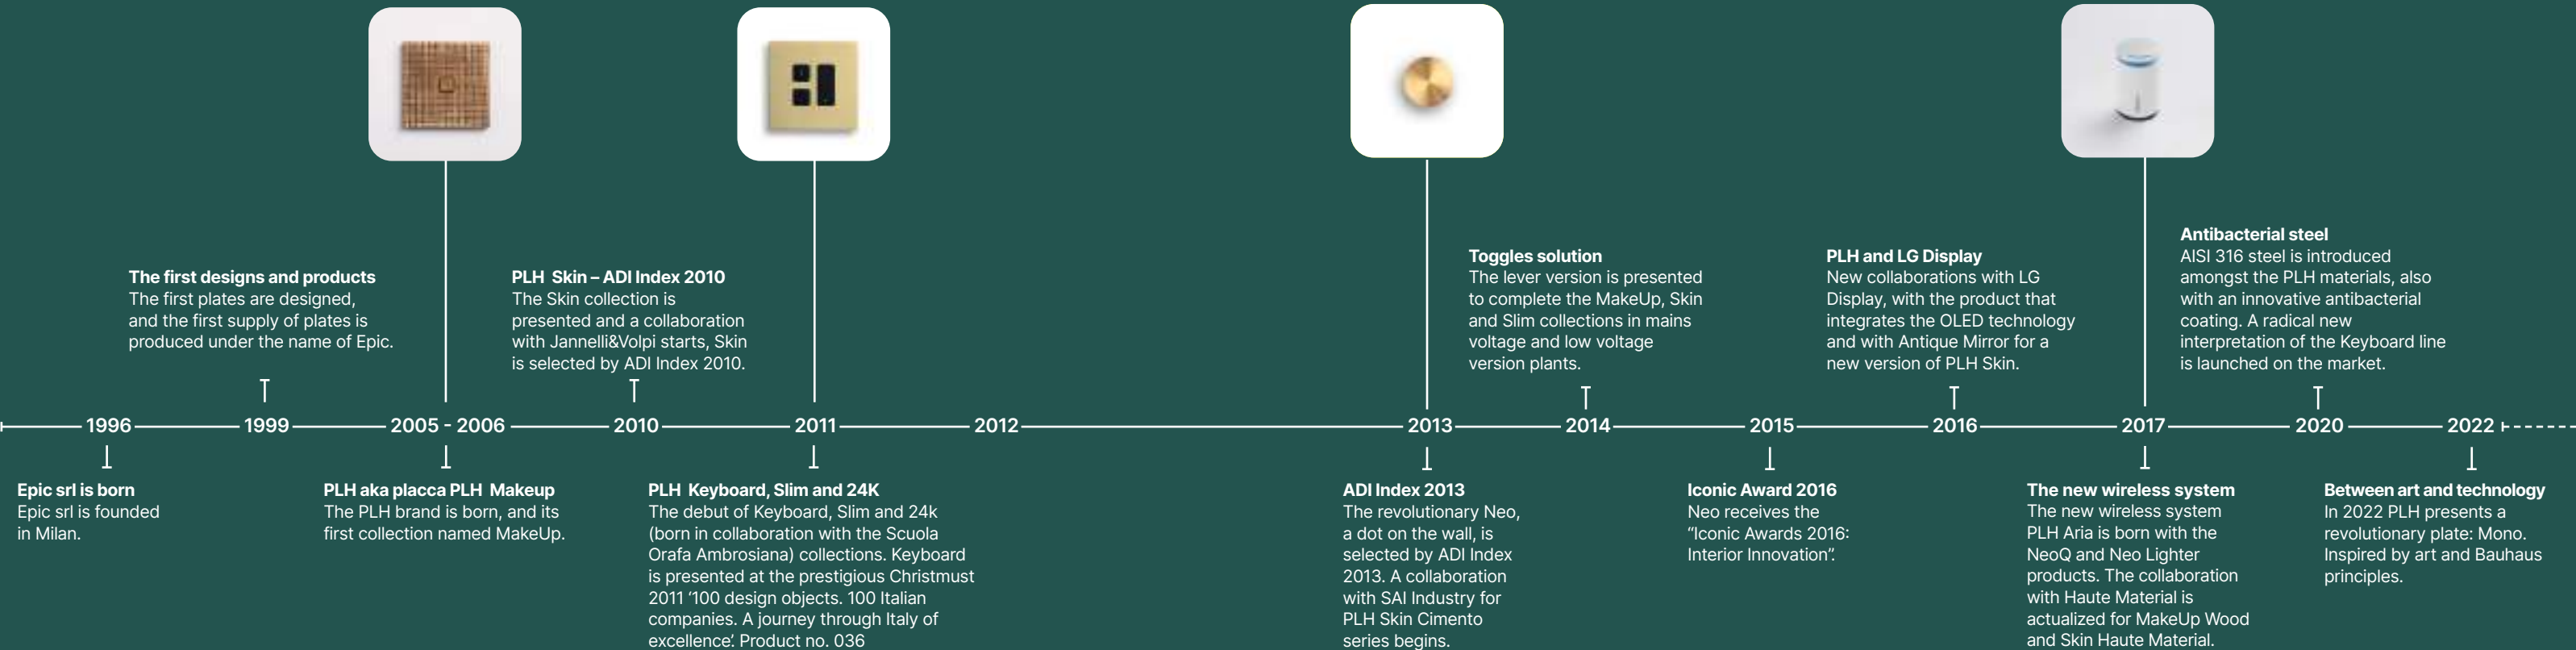 The first designs and products
The first plates are designed,
and the first supply of plates is
produced under the name of Epic.
PLH Skin – ADI Index 2010
The Skin collection is
presented and a collaboration
with Jannelli&Volpi starts, Skin
is selected by ADI Index 2010.
Toggles solution
The lever version is presented
to complete the MakeUp, Skin
and Slim collections in mains
voltage and low voltage
version plants.
PLH and LG Display
New collaborations with LG
Display, with the product that
integrates the OLED technology
and with Antique Mirror for a
new version of PLH Skin.
Antibacterial steel
AISI 316 steel is introduced
amongst the PLH materials, also
with an innovative antibacterial
coating. A radical new
interpretation of the Keyboard line
is launched on the market.
1996 1999 2005 - 2006 2010 2011 2012 2013 2014 2015 2016 2017 2020 2022
Epic srl is born
Epic srl is founded
in Milan.
PLH aka placca PLH Makeup
The PLH brand is born, and its
first collection named MakeUp.
PLH Keyboard, Slim and 24K
The debut of Keyboard, Slim and 24k
(born in collaboration with the Scuola
Orafa Ambrosiana) collections. Keyboard
is presented at the prestigious Christmust
2011 ‘100 design objects. 100 Italian
companies. A journey through Italy of
excellence’. Product no. 036
ADI Index 2013
The revolutionary Neo,
a dot on the wall, is
selected by ADI Index
2013. A collaboration
with SAI Industry for
PLH Skin Cimento
series begins.
Iconic Award 2016
Neo receives the
“Iconic Awards 2016:
Interior Innovation”.
The new wireless system
The new wireless system
PLH Aria is born with the
NeoQ and Neo Lighter
products. The collaboration
with Haute Material is
actualized for MakeUp Wood
and Skin Haute Material.
Between art and technology
In 2022 PLH presents a
revolutionary plate: Mono.
Inspired by art and Bauhaus
principles.